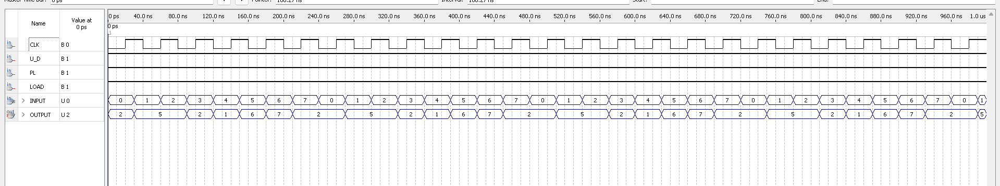 Master Time Bar: 0 ps Pointer: 168.27 ns Interval: 168.27 ns Start: End:
Name Value at 0 ps
0 ps 40.0 ns 80.0 ns 120.0 ns 160.0 ns 200.0 ns 240.0 ns 280.0 ns 320.0 ns 360.0 ns 400.0 ns 440.0 ns 480.0 ns 520.0 ns 560.0 ns 600.0 ns 640.0 ns 680.0 ns 720.0 ns 760.0 ns 800.0 ns 840.0 ns 880.0 ns 920.0 ns 960.0 ns 1.0 us
0 ps
in CLK B 0
in U_D B 1
in PL B 1
in LOAD B 1
in INPUT U 0 0 1 2 3 4 5 6 7 0 1 2 3 4 5 6 7 0 1 2 3 4 5 6 7 0 1 2 3 4 5 6 7 0 1
out OUTPUT U 2 2 5 2 1 6 7 2 5 2 1 6 7 2 5 2 1 6 7 2 5 2 1 6 7 2 5